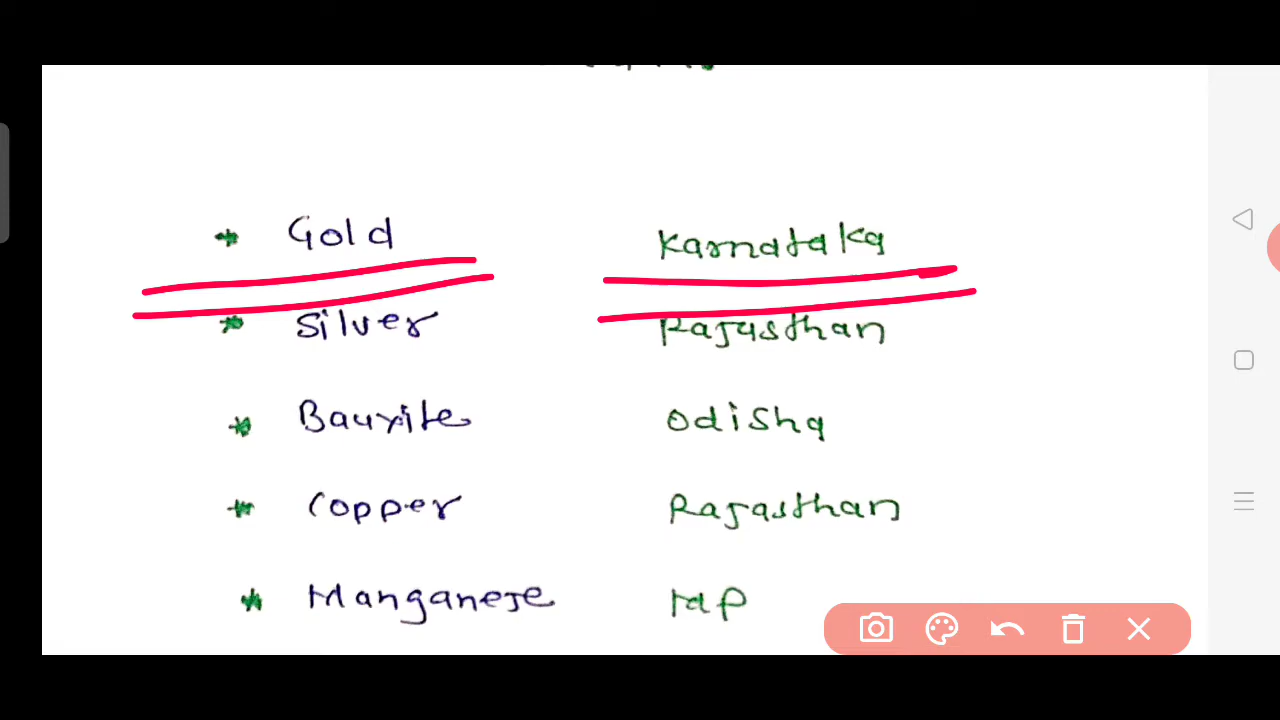 Gold Karnataka
Silver Rajasthan
Bauxite Odisha
Copper Rajasthan
Manganese MP